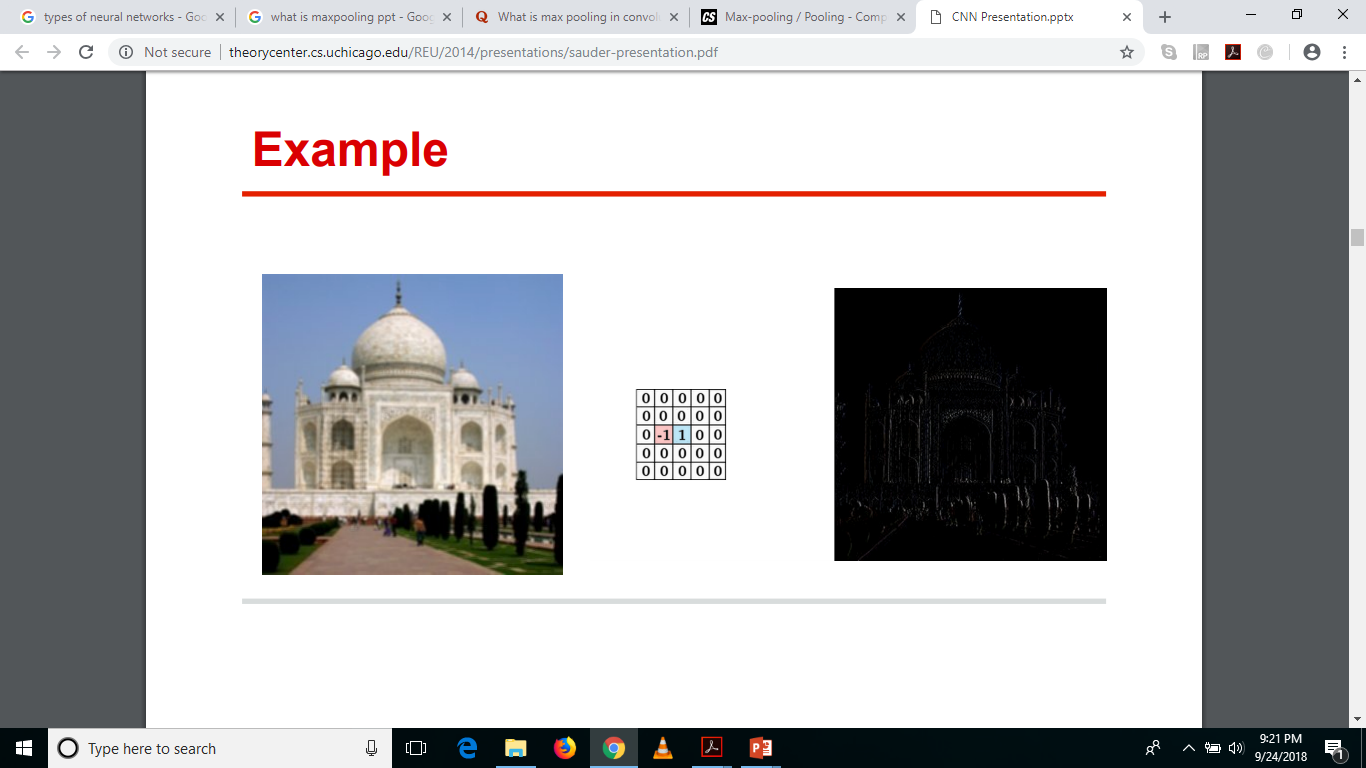 types of neural networks - Goo
what is maxpooling ppt - Goog
What is max pooling in convol
Max-pooling / Pooling - Comp
CNN Presentation.pptx
Not secure
theorycenter.cs.uchicago.edu/REU/2014/presentations/sauder-presentation.pdf
Example
0 0 0 0 0
0 0 0 0 0
0 -1 1 0 0
0 0 0 0 0
0 0 0 0 0
Type here to search
9:21 PM
9/24/2018
1